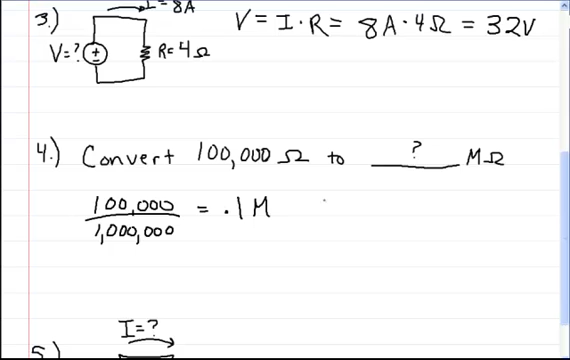 3.)
I = 8A
V = I · R = 8A · 4Ω = 32V
V=?
+
-
R=4Ω
4.) Convert 100,000 Ω to ? MΩ
100,000
1,000,000
= .1 M
I=?
5.)